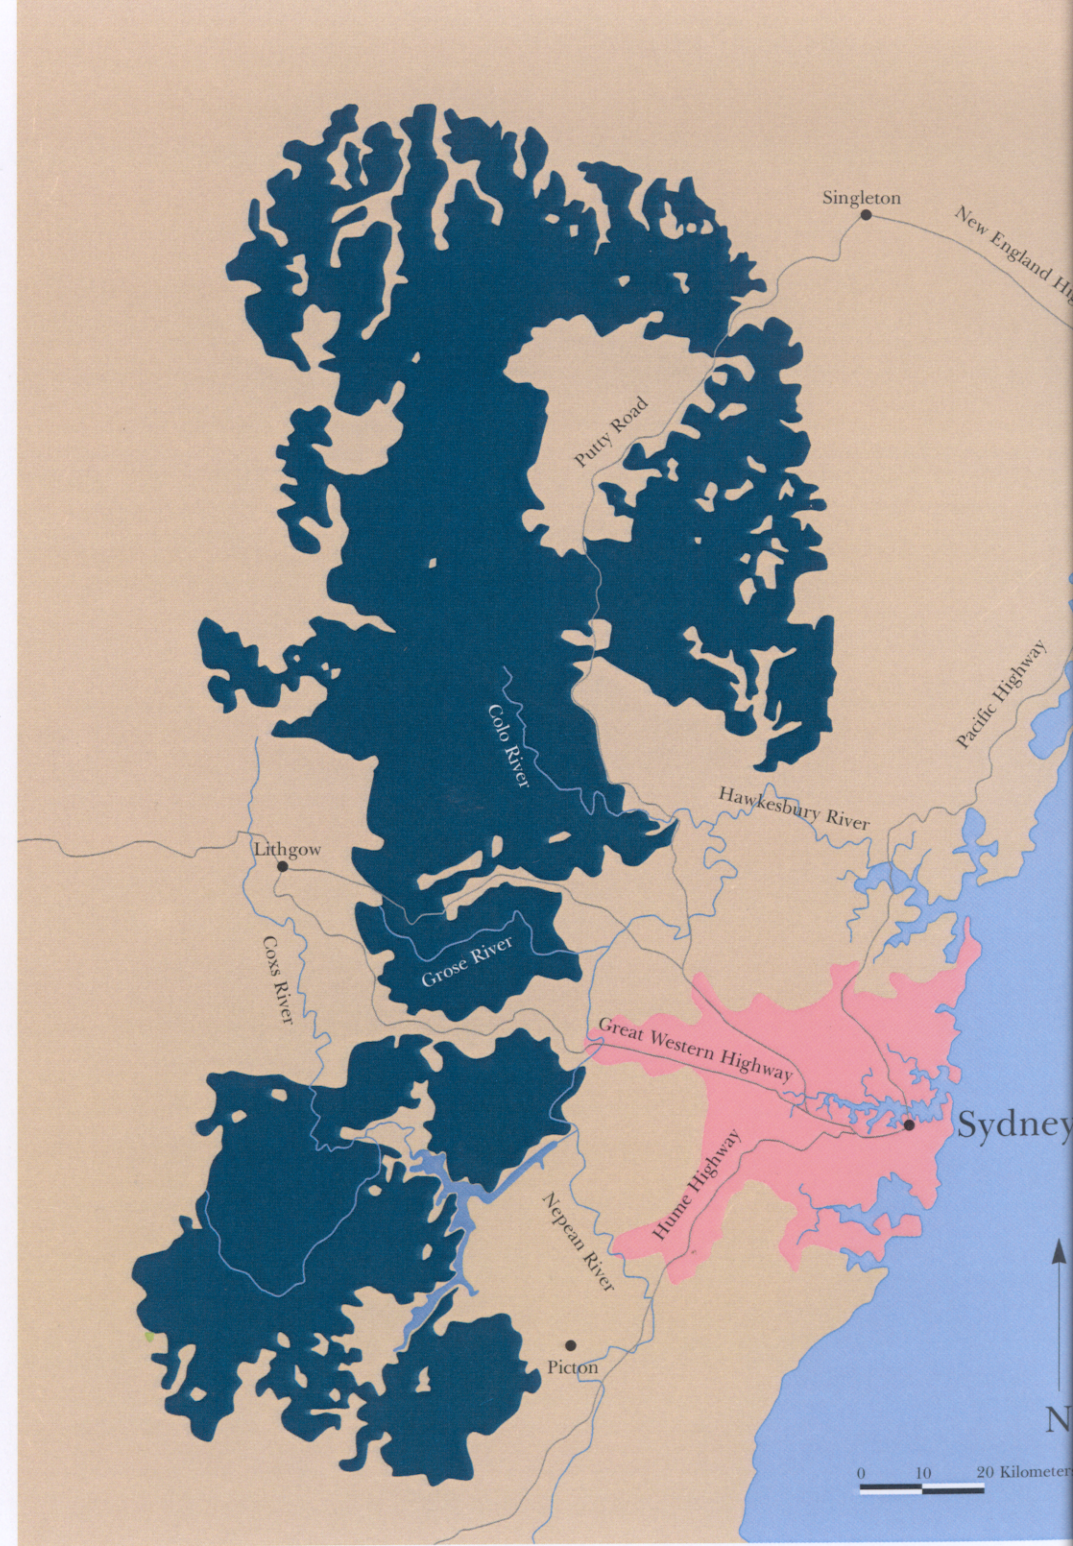 Singleton
New England Hig
Putty Road
Pacific Highway
Colo River
Hawkesbury River
Lithgow
Grose River
Coxs River
Great Western Highway
Sydney
Hume Highway
Nepean River
Picton
N
0 10 20 Kilometer